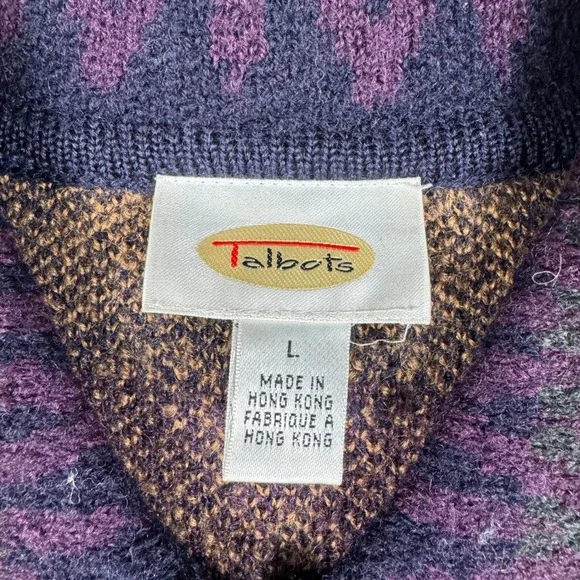 Talbots
L
MADE IN
HONG KONG
FABRIQUE A
HONG KONG